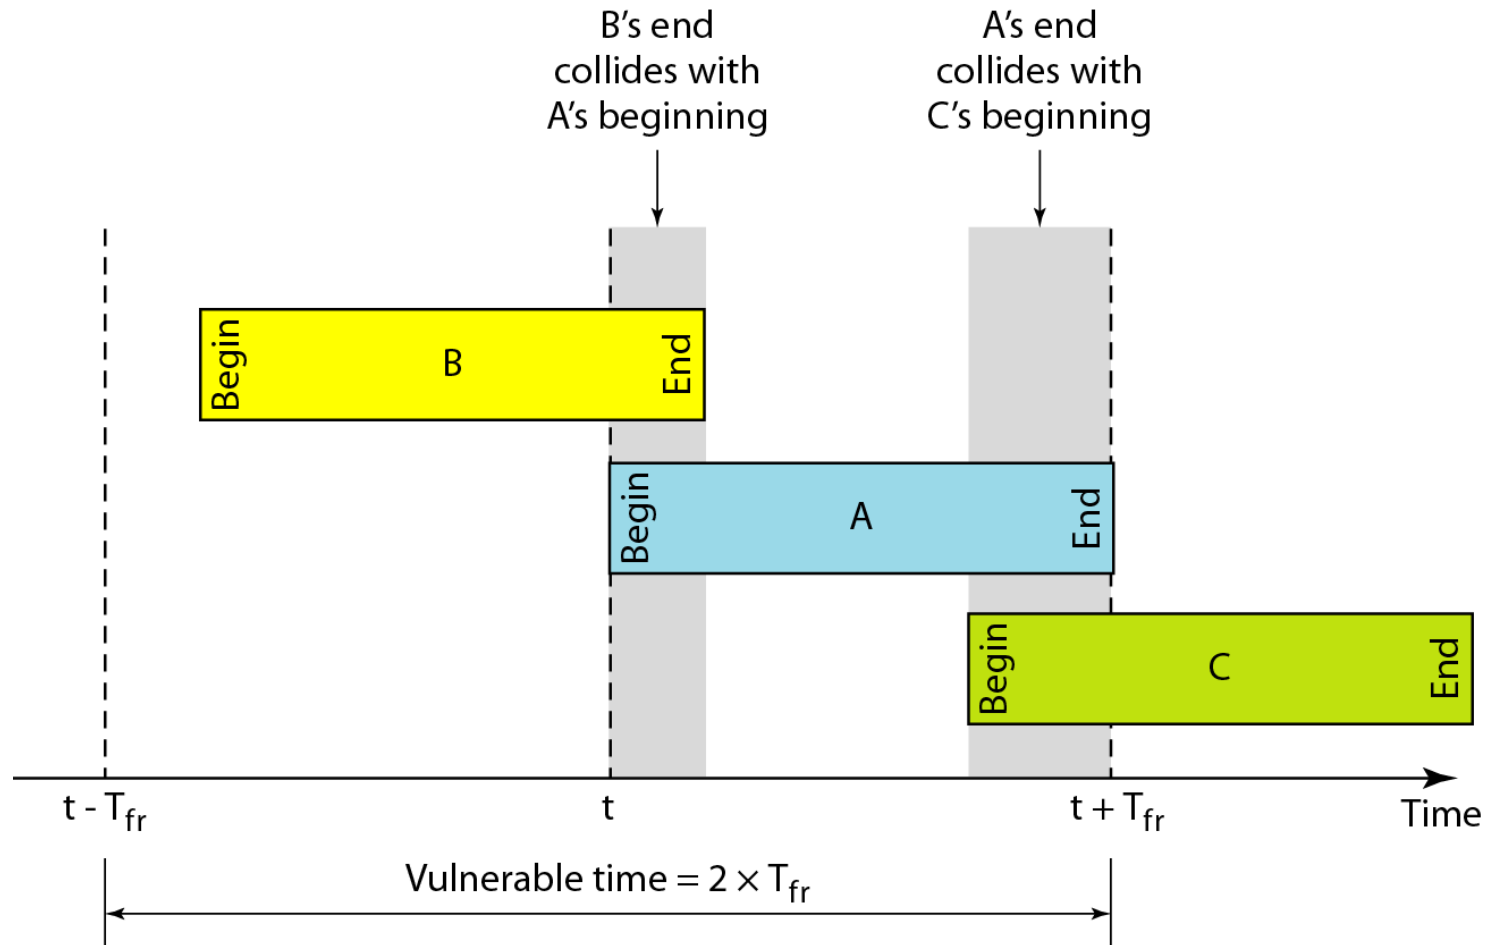 B's end
collides with
A's beginning
A's end
collides with
C's beginning
Begin
B
End
Begin
A
End
Begin
C
End
t - Tfr
t
t + Tfr
Time
Vulnerable time = 2 × Tfr